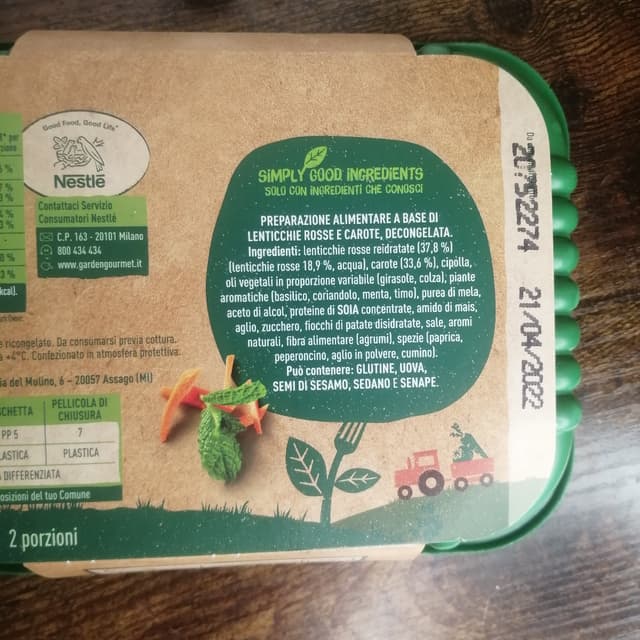 Good Food, Good Life
Nestlé
Contattaci Servizio
Consumatori Nestlé
C.P. 163 - 20101 Milano
800 434 434
www.gardengourmet.it
SIMPLY GOOD INGREDIENTS
SOLO CON INGREDIENTI CHE CONOSCI
PREPARAZIONE ALIMENTARE A BASE DI
LENTICCHIE ROSSE E CAROTE, DECONGELATA.
Ingredienti: lenticchie rosse reidratate (37,8 %)
(lenticchie rosse 18,9 %, acqua), carote (33,6 %), cipolla,
oli vegetali in proporzione variabile (girasole, colza), piante
aromatiche (basilico, coriandolo, menta, timo), purea di mela,
aceto di alcol, proteine di SOIA concentrate, amido di mais,
aglio, zucchero, fiocchi di patate disidratate, sale, aromi
naturali, fibra alimentare (agrumi), spezie (paprica,
peperoncino, aglio in polvere, cumino).
Può contenere: GLUTINE, UOVA,
SEMI DI SESAMO, SEDANO E SENAPE.
21/04/2022
ricongelato. Da consumarsi previa cottura.
+4°C. Confezionato in atmosfera protettiva.
del Mulino, 6 - 20057 Assago (MI)
PELLICOLA DI
CHIUSURA
PP 5 7
PLASTICA
DIFFERENZIATA
del tuo Comune
2 porzioni